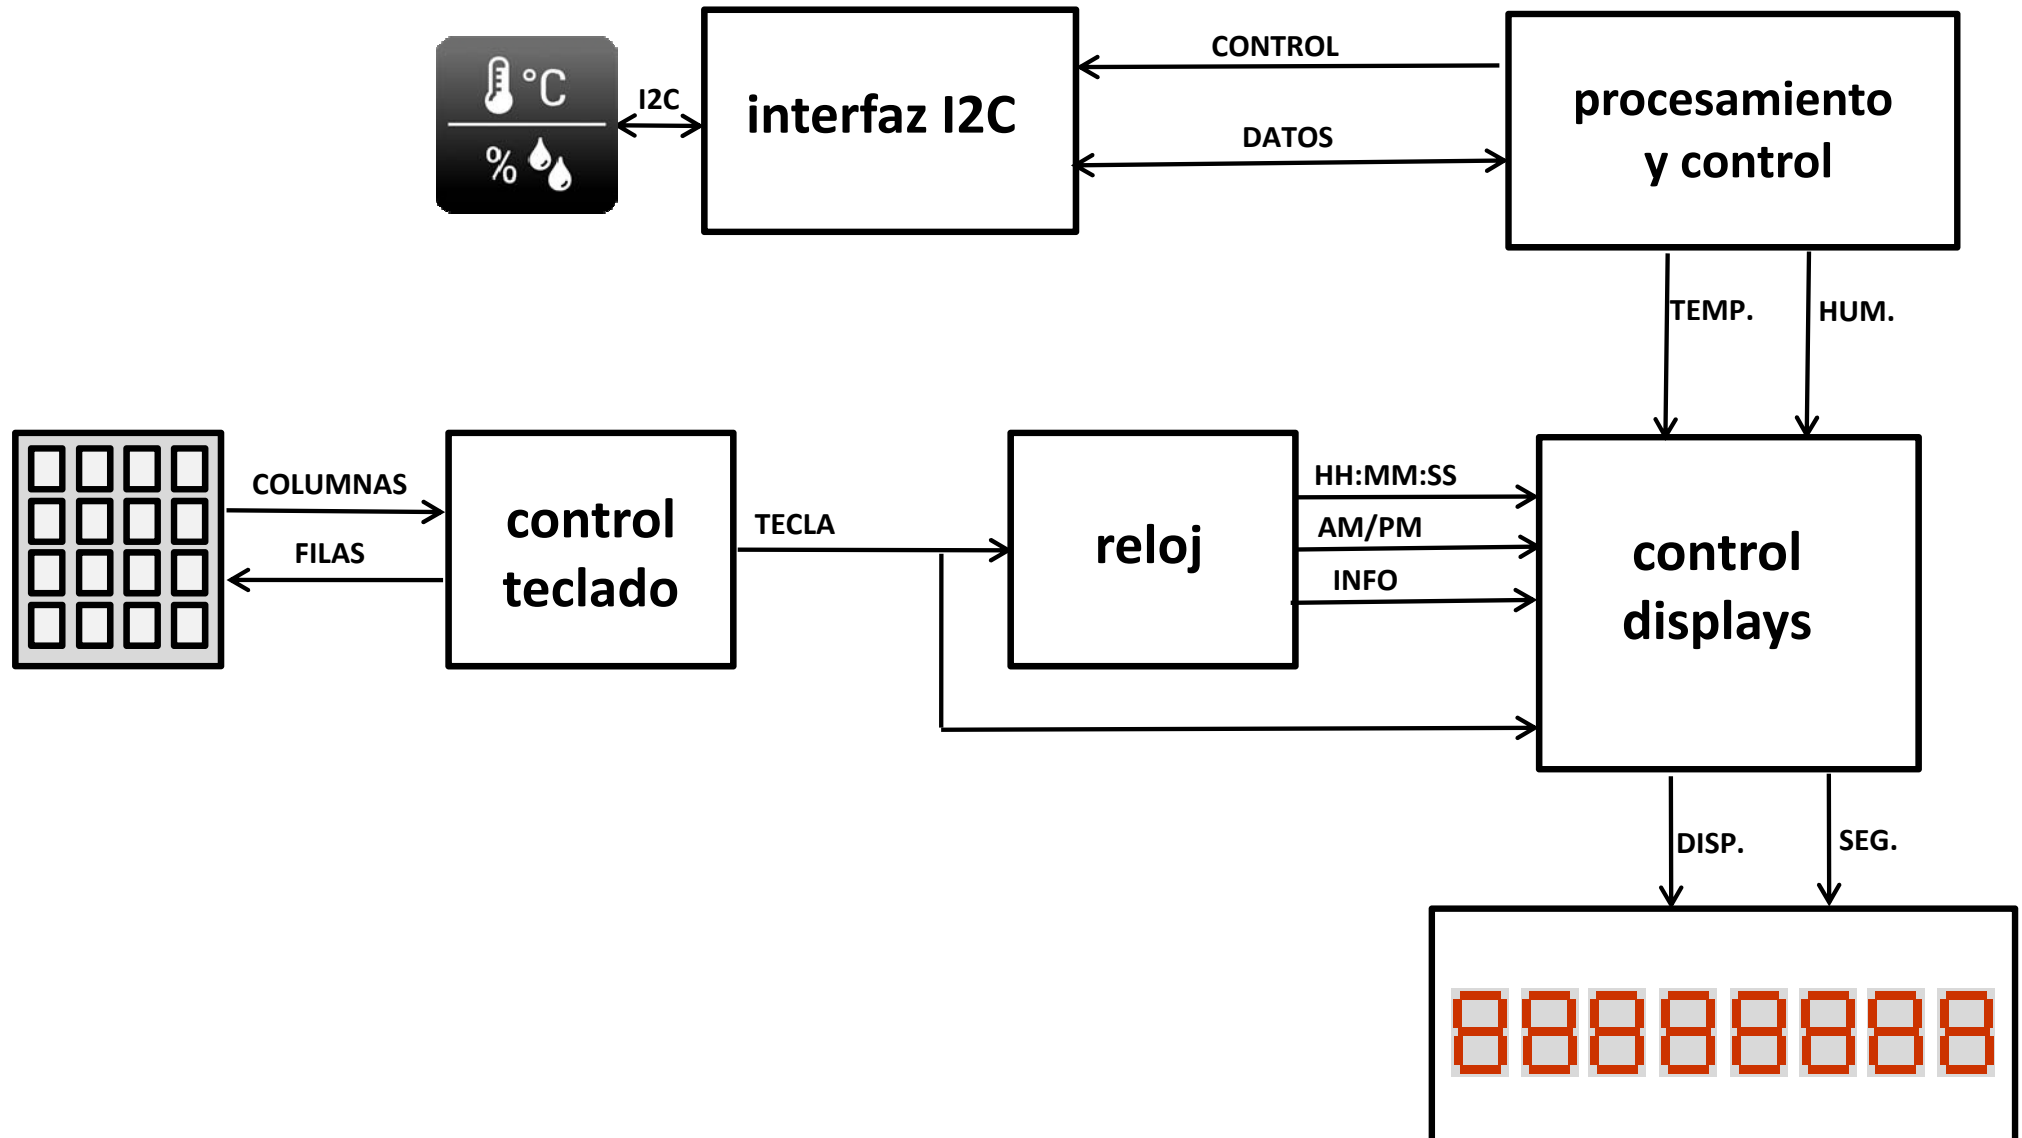 CONTROL
°C
I2C
interfaz I2C
procesamiento
y control
DATOS
%
TEMP.
HUM.
COLUMNAS
FILAS
control
teclado
TECLA
reloj
HH:MM:SS
AM/PM
INFO
control
displays
DISP.
SEG.
88888888